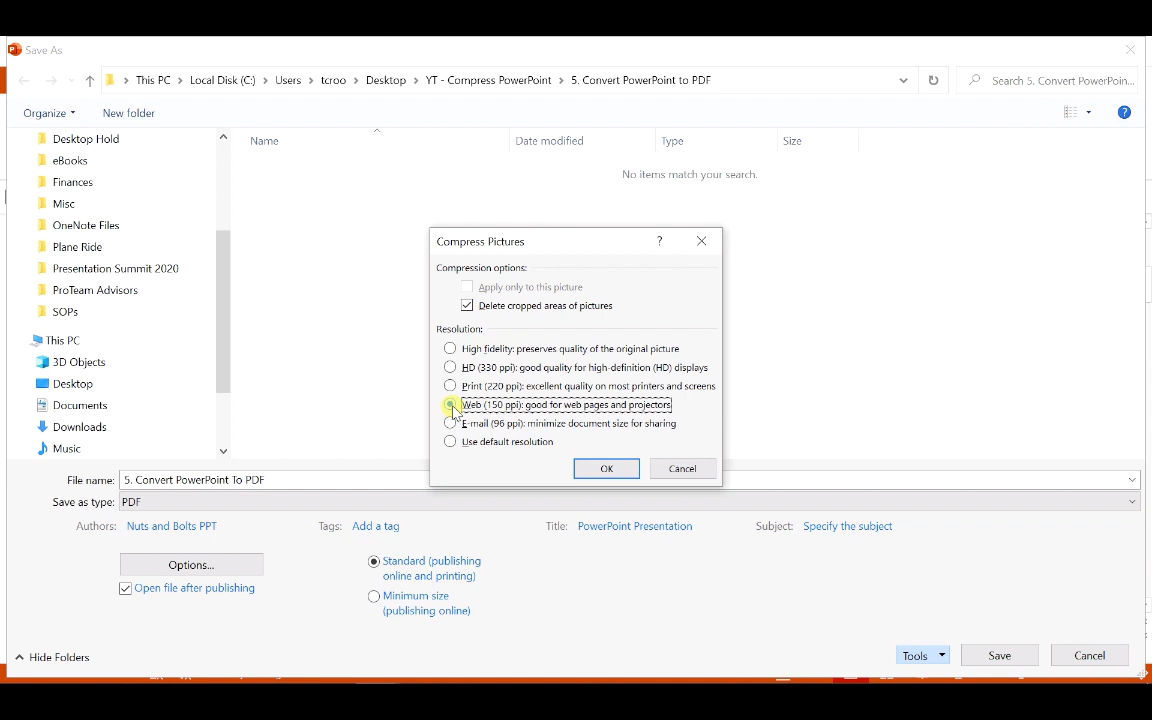 Save As
This PC > Local Disk (C:) > Users > tcroo > Desktop > YT - Compress PowerPoint > 5. Convert PowerPoint to PDF
Search 5. Convert PowerPoin...
Organize
New folder
Desktop Hold
eBooks
Finances
Misc
OneNote Files
Plane Ride
Presentation Summit 2020
ProTeam Advisors
SOPs
This PC
3D Objects
Desktop
Documents
Downloads
Music
Name Date modified Type Size
No items match your search.
Compress Pictures
Compression options:
Apply only to this picture
Delete cropped areas of pictures
Resolution:
High fidelity: preserves quality of the original picture
HD (330 ppi): good quality for high-definition (HD) displays
Print (220 ppi): excellent quality on most printers and screens
Web (150 ppi): good for web pages and projectors
E-mail (96 ppi): minimize document size for sharing
Use default resolution
OK Cancel
File name: 5. Convert PowerPoint To PDF
Save as type: PDF
Authors: Nuts and Bolts PPT Tags: Add a tag Title: PowerPoint Presentation Subject: Specify the subject
Options...
Open file after publishing
Standard (publishing
online and printing)
Minimum size
(publishing online)
Hide Folders
Tools Save Cancel